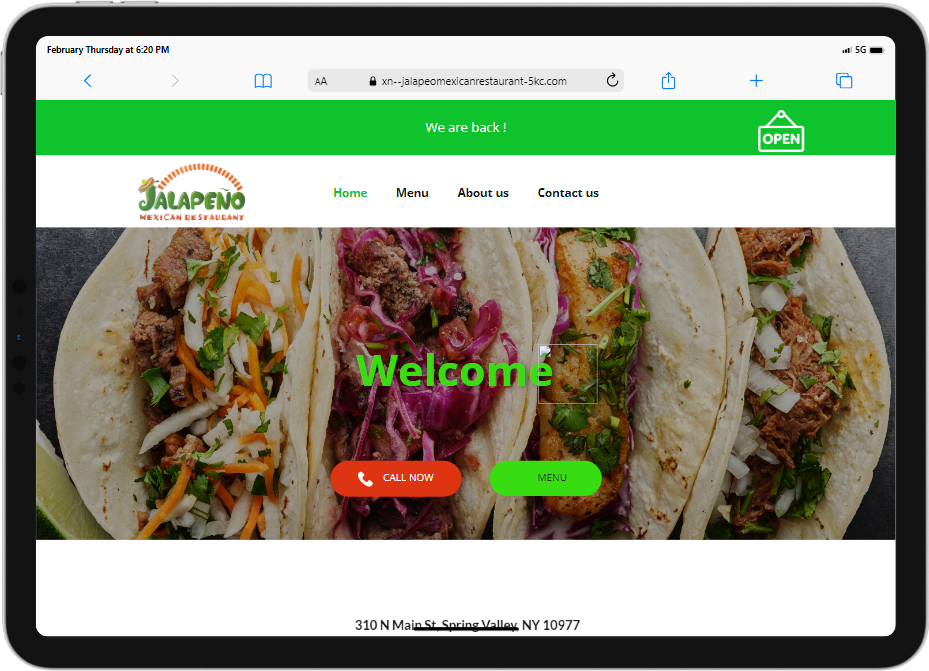 February Thursday at 6:20 PM
5G
AA
xn--jalapeomexicanrestaurant-5kc.com
We are back !
OPEN
JALAPEÑO
MEXICAN RESTAURANT
Home
Menu
About us
Contact us
Welcome
CALL NOW
MENU
310 N Main St, Spring Valley, NY 10977